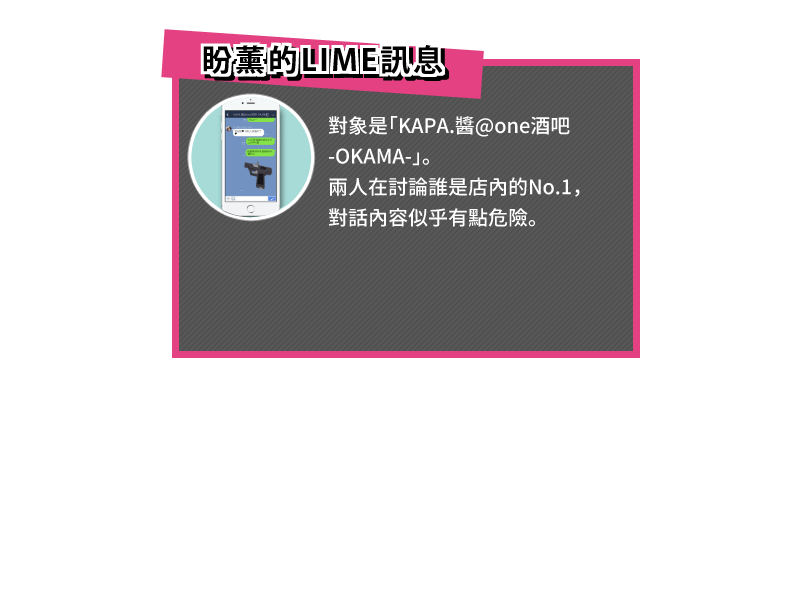 盼薰的LIME訊息
對象是「KAPA.醬@one酒吧
-OKAMA-」。
兩人在討論誰是店內的No.1，
對話內容似乎有點危險。